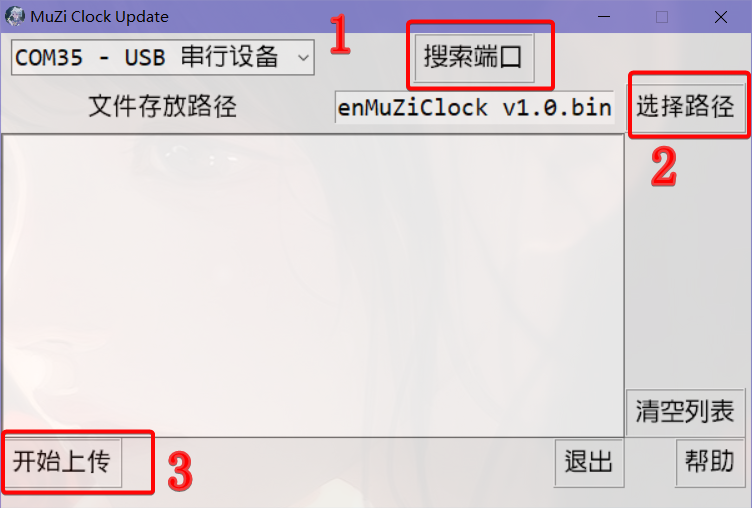 MuZi Clock Update
COM35 - USB 串行设备
1
搜索端口
文件存放路径
enMuZiClock v1.0.bin
选择路径
2
清空列表
开始上传
3
退出
帮助